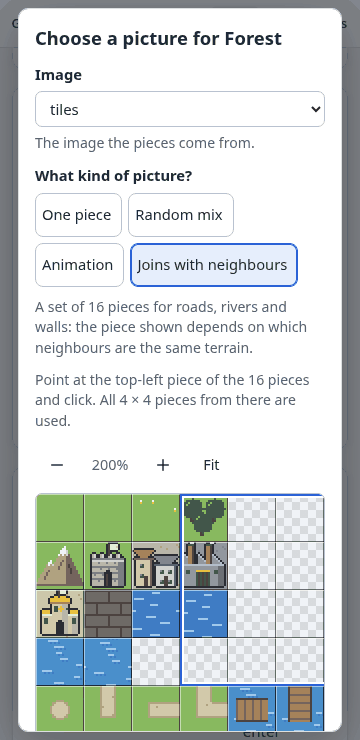 Choose a picture for Forest
Image
tiles
The image the pieces come from.
What kind of picture?
One piece
Random mix
Animation
Joins with neighbours
A set of 16 pieces for roads, rivers and
walls: the piece shown depends on which
neighbours are the same terrain.
Point at the top-left piece of the 16 pieces
and click. All 4 × 4 pieces from there are
used.
200%
Fit